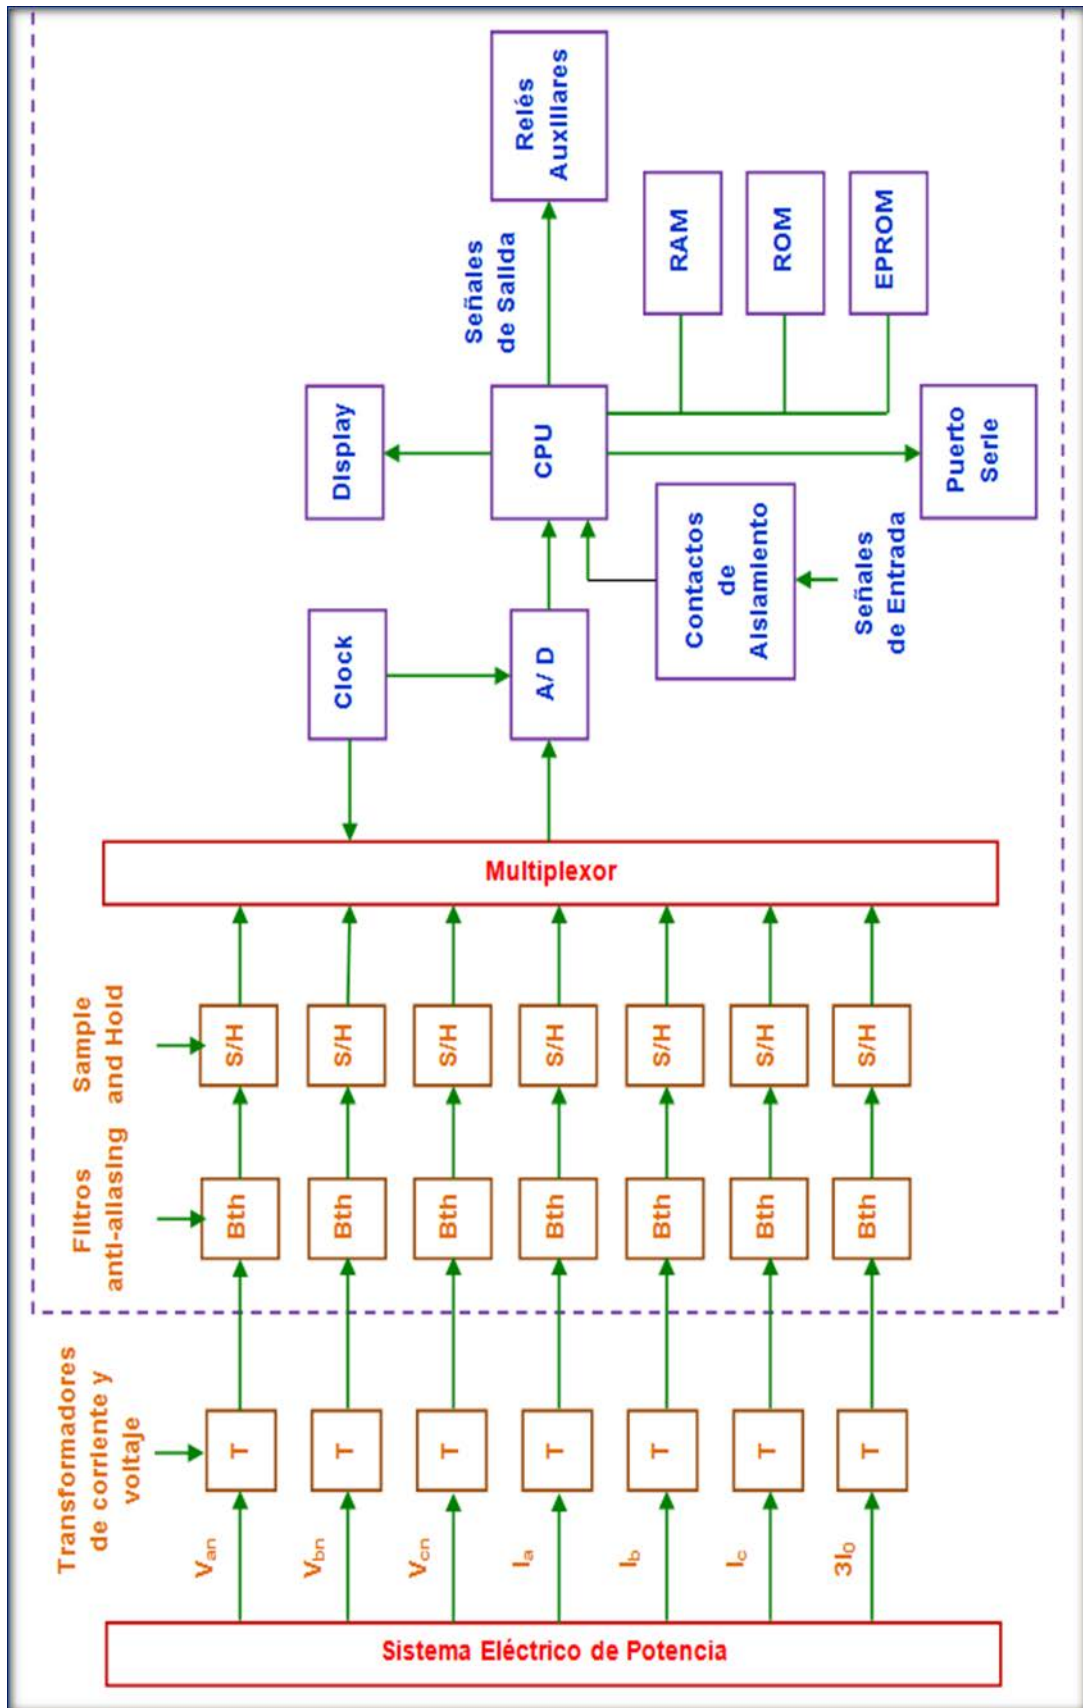 Sistema Eléctrico de Potencia
Transformadores
de corriente y
voltaje
Filtros
anti-aliasing
Sample
and Hold
Van
T
Bth
S/H
Vbn
T
Bth
S/H
Vcn
T
Bth
S/H
Ia
T
Bth
S/H
Ib
T
Bth
S/H
Ic
T
Bth
S/H
3I0
T
Bth
S/H
Multiplexor
Clock
A/ D
Display
CPU
Señales
de Salida
Relés
Auxiliares
Contactos
de
Aislamiento
Señales
de Entrada
RAM
ROM
EPROM
Puerto
Serie